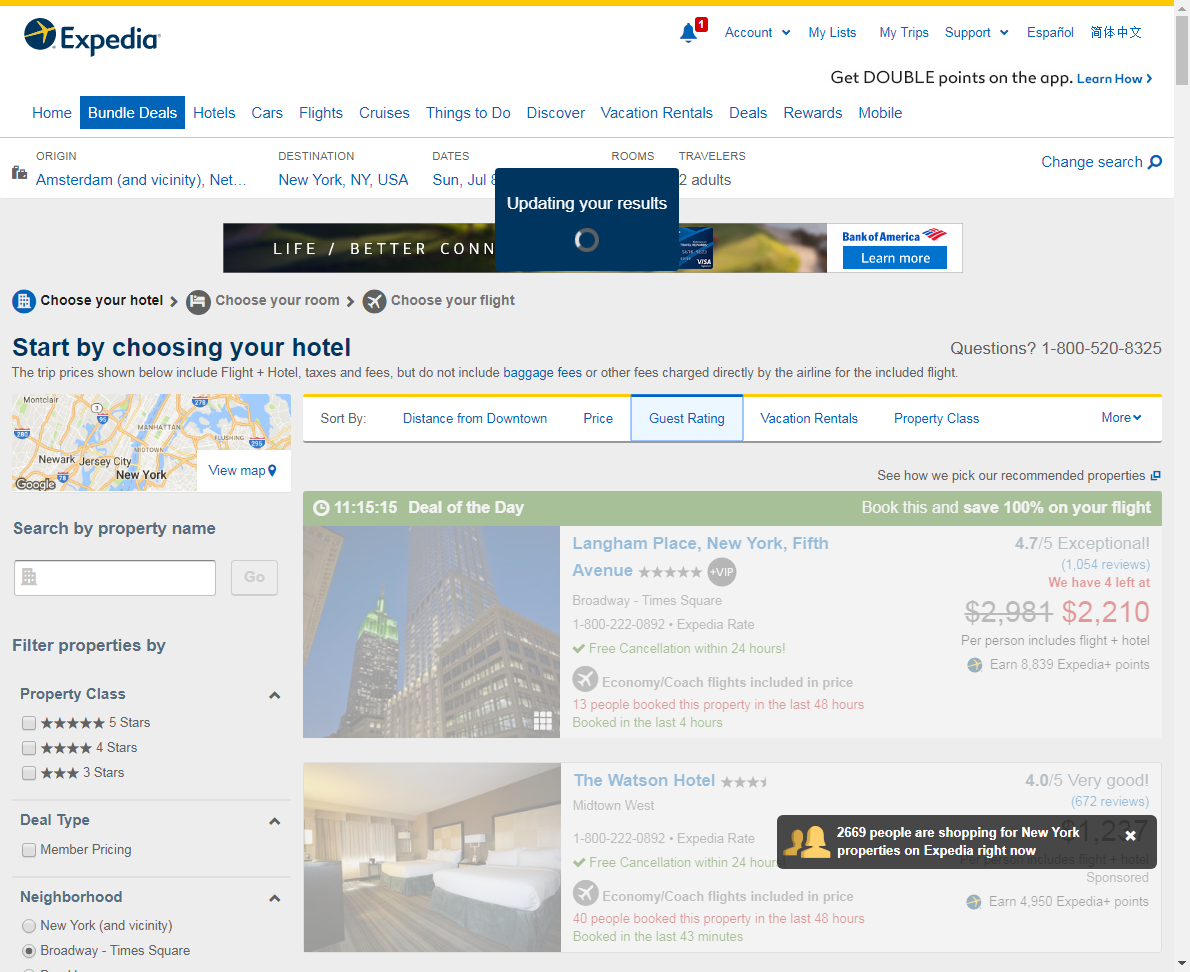 Expedia
1
Account
My Lists
My Trips
Support
Español
简体中文
Get DOUBLE points on the app. Learn How
Home
Bundle Deals
Hotels
Cars
Flights
Cruises
Things to Do
Discover
Vacation Rentals
Deals
Rewards
Mobile
ORIGIN
Amsterdam (and vicinity), Net...
DESTINATION
New York, NY, USA
DATES
Sun, Jul
ROOMS
TRAVELERS
2 adults
Change search
Updating your results
LIFE / BETTER CONN
VISA
Bank of America
Learn more
Choose your hotel
Choose your room
Choose your flight
Start by choosing your hotel
Questions? 1-800-520-8325
The trip prices shown below include Flight + Hotel, taxes and fees, but do not include baggage fees or other fees charged directly by the airline for the included flight.
Montclair
3
278
95
MANHATTAN
FLUSHING
280
295
MIDTOWN
Newark
Jersey City
78
New York
Google
View map
Sort By:
Distance from Downtown
Price
Guest Rating
Vacation Rentals
Property Class
More
See how we pick our recommended properties
Search by property name
Go
Filter properties by
Property Class
5 Stars
4 Stars
3 Stars
Deal Type
Member Pricing
Neighborhood
New York (and vicinity)
Broadway - Times Square
11:15:15 Deal of the Day
Book this and save 100% on your flight
Langham Place, New York, Fifth
Avenue
+VIP
Broadway - Times Square
1-800-222-0892 • Expedia Rate
Free Cancellation within 24 hours!
Economy/Coach flights included in price
13 people booked this property in the last 48 hours
Booked in the last 4 hours
4.7/5 Exceptional!
(1,054 reviews)
We have 4 left at
$2,981 $2,210
Per person includes flight + hotel
Earn 8,839 Expedia+ points
The Watson Hotel
Midtown West
1-800-222-0892 • Expedia Rate
Free Cancellation within 24 hours
Economy/Coach flights included in price
40 people booked this property in the last 48 hours
Booked in the last 43 minutes
4.0/5 Very good!
(672 reviews)
$1,237
Per person includes flight + hotel
Sponsored
Earn 4,950 Expedia+ points
2669 people are shopping for New York
properties on Expedia right now